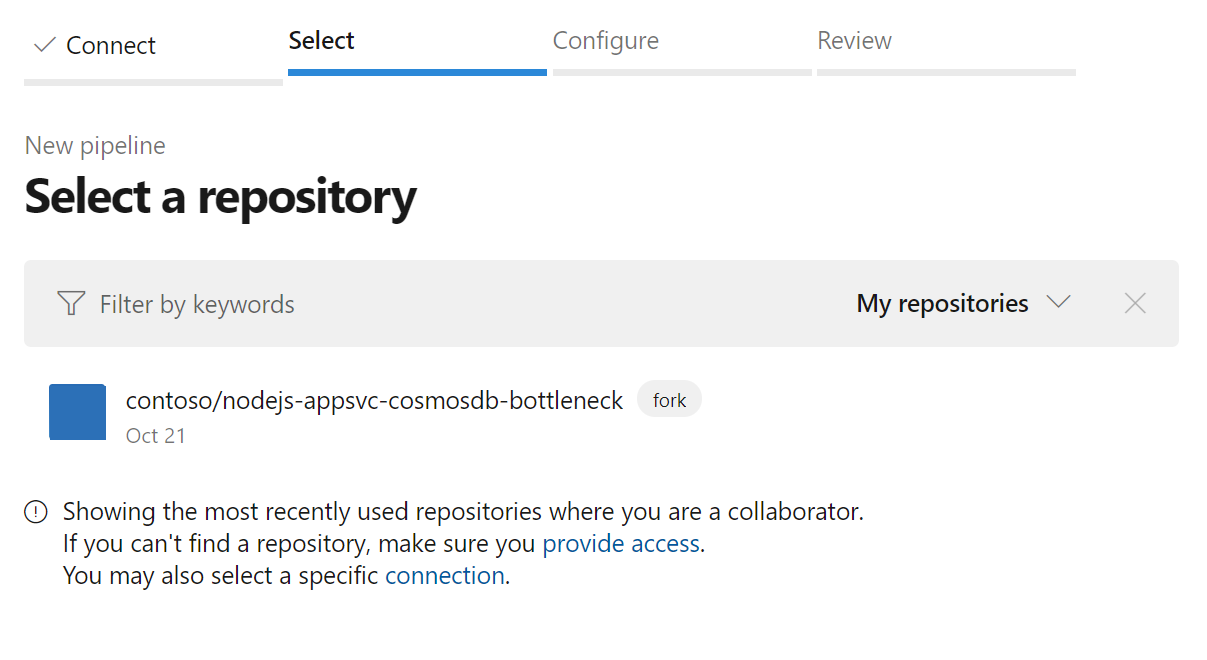 Connect
Select
Configure
Review
New pipeline
Select a repository
Filter by keywords
My repositories
contoso/nodejs-appsvc-cosmosdb-bottleneck fork
Oct 21
Showing the most recently used repositories where you are a collaborator.
If you can't find a repository, make sure you provide access.
You may also select a specific connection.